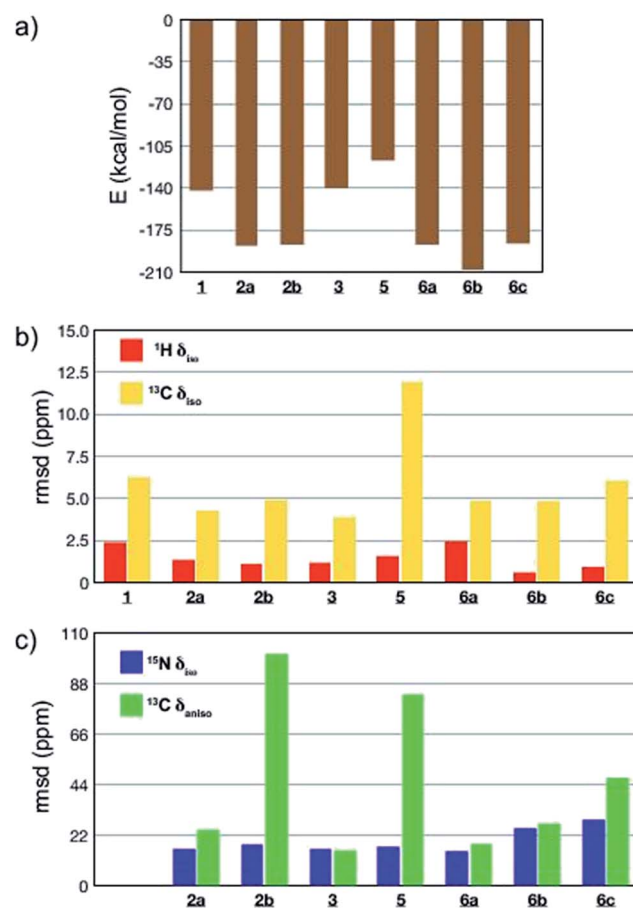 a)
E (kcal/mol)
0
-35
-70
-105
-140
-175
-210
1 2a 2b 3 5 6a 6b 6c
b)
rmsd (ppm)
15.0
12.5
10.0
7.5
5.0
2.5
0
¹H δiso
¹³C δiso
1 2a 2b 3 5 6a 6b 6c
c)
rmsd (ppm)
110
88
66
44
22
0
¹⁵N δiso
¹³C δaniso
2a 2b 3 5 6a 6b 6c